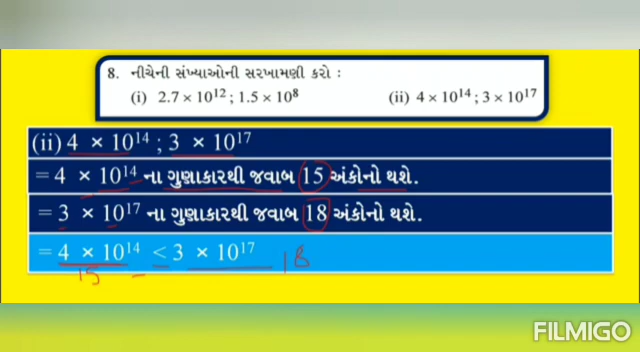 8. નીચેની સંખ્યાઓની સરખામણી કરો :
(i) 2.7 × 10¹² ; 1.5 × 10⁸ (ii) 4 × 10¹⁴ ; 3 × 10¹⁷
(ii) 4 × 10¹⁴ ; 3 × 10¹⁷
= 4 × 10¹⁴ ના ગુણાકારથી જવાબ 15 અંકોનો થશે.
= 3 × 10¹⁷ ના ગુણાકારથી જવાબ 18 અંકોનો થશે.
= 4 × 10¹⁴ < 3 × 10¹⁷
15 18
FILMIGO